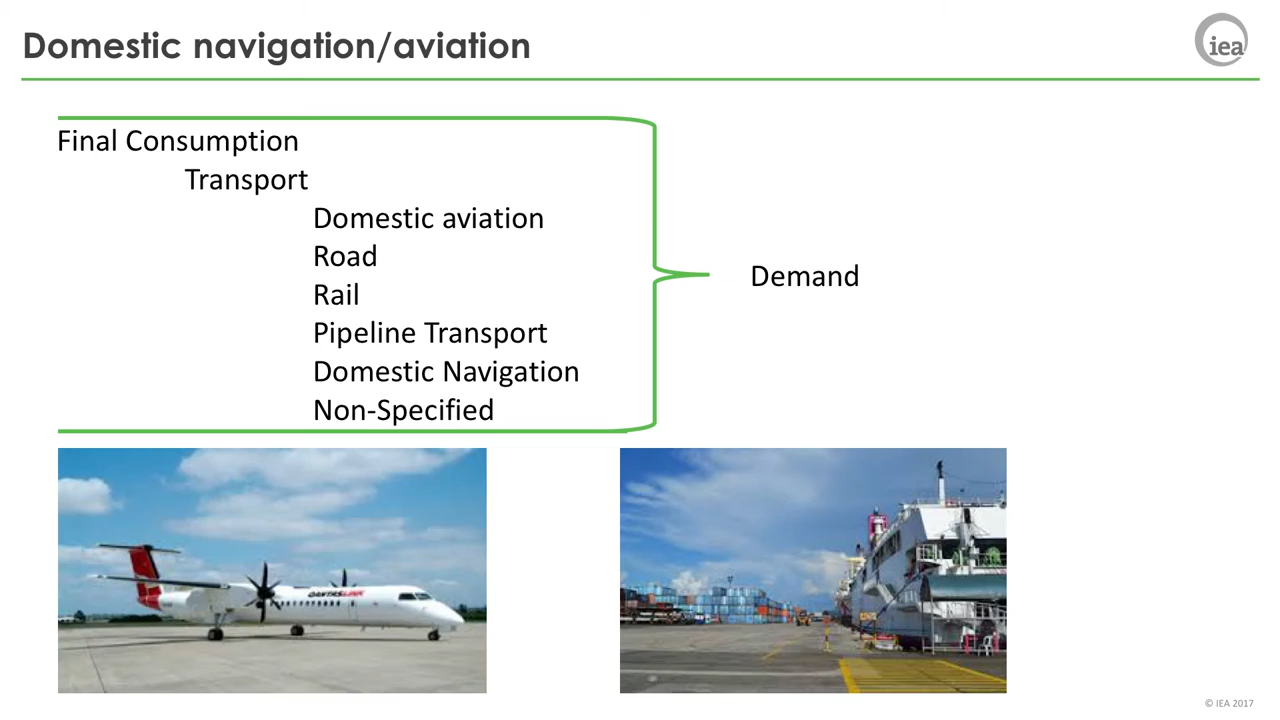 Domestic navigation/aviation
iea
Final Consumption
Transport
Domestic aviation
Road
Rail
Pipeline Transport
Domestic Navigation
Non-Specified
Demand
QANTASLINK
© IEA 2017